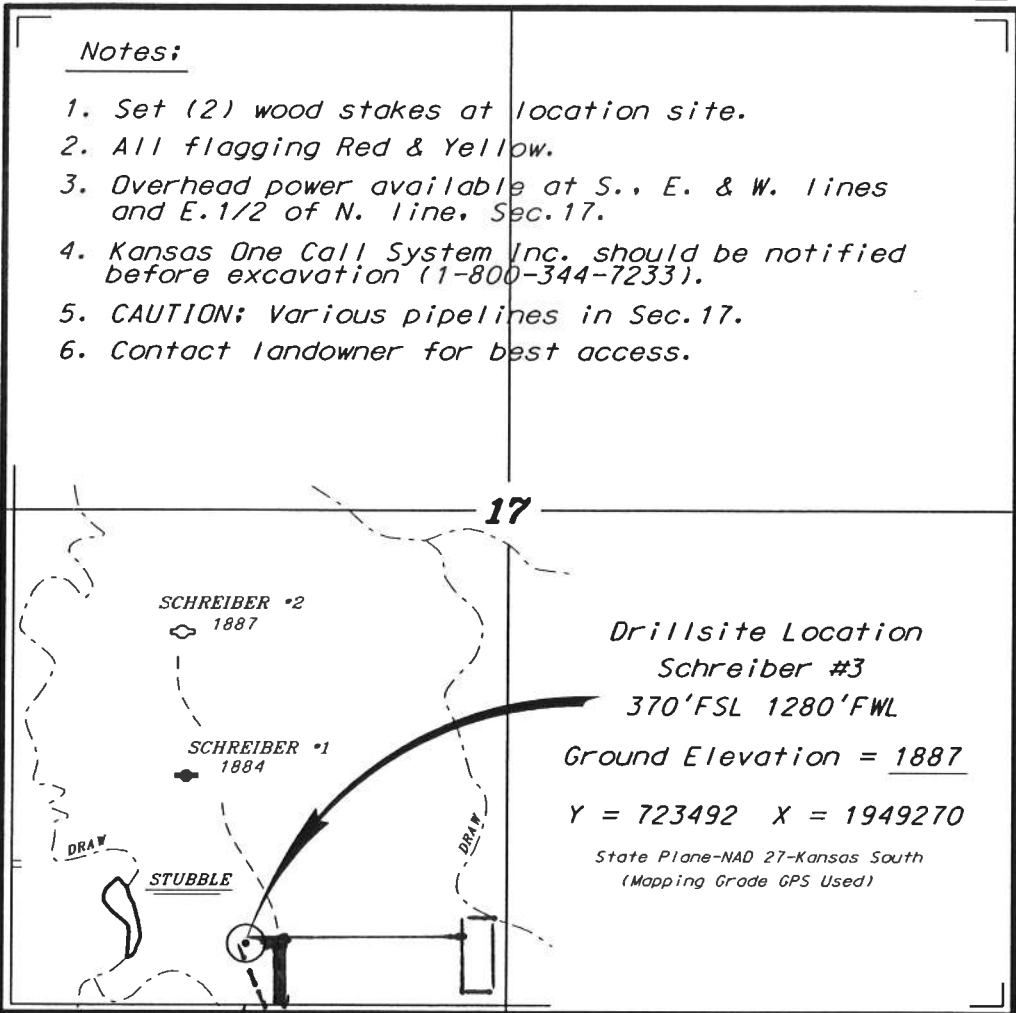 Notes:
1. Set (2) wood stakes at location site.
2. All flagging Red & Yellow.
3. Overhead power available at S., E. & W. lines
and E.1/2 of N. line, Sec.17.
4. Kansas One Call System Inc. should be notified
before excavation (1-800-344-7233).
5. CAUTION: Various pipelines in Sec.17.
6. Contact landowner for best access.
17
SCHREIBER #2
1887
Drillsite Location
Schreiber #3
370'FSL 1280'FWL
SCHREIBER #1
1884
Ground Elevation = 1887
Y = 723492 X = 1949270
DRAW
DRAW
State Plane-NAD 27-Kansas South
(Mapping Grade GPS Used)
STUBBLE